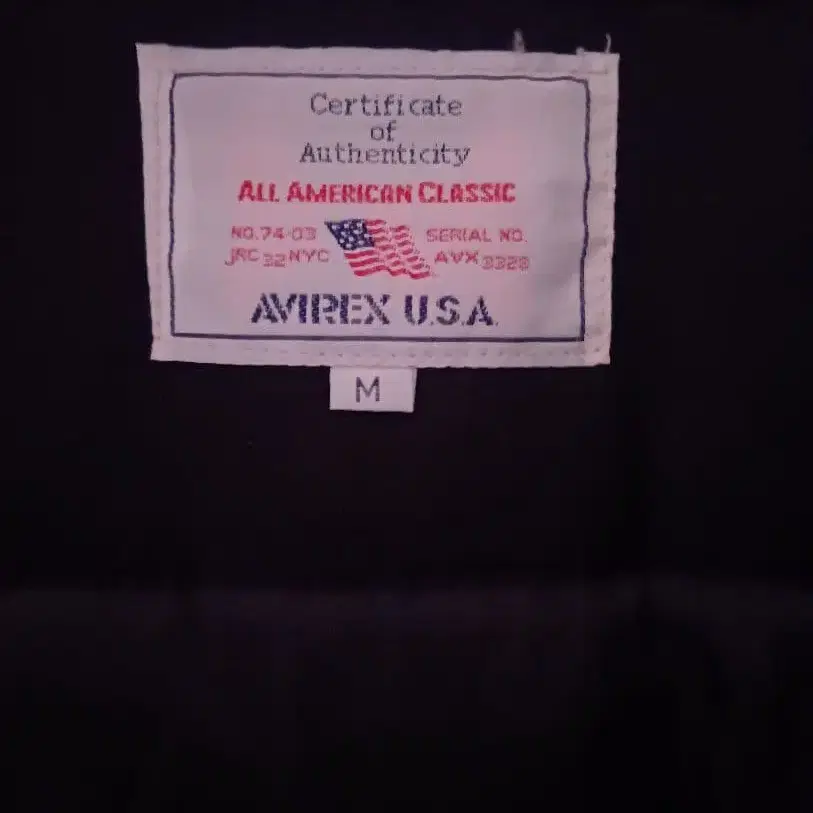 Certificate
of
Authenticity
ALL AMERICAN CLASSIC
NO.74-03 SERIAL NO.
JRC 32 NYC AVX 3328
AVIREX U.S.A.
M